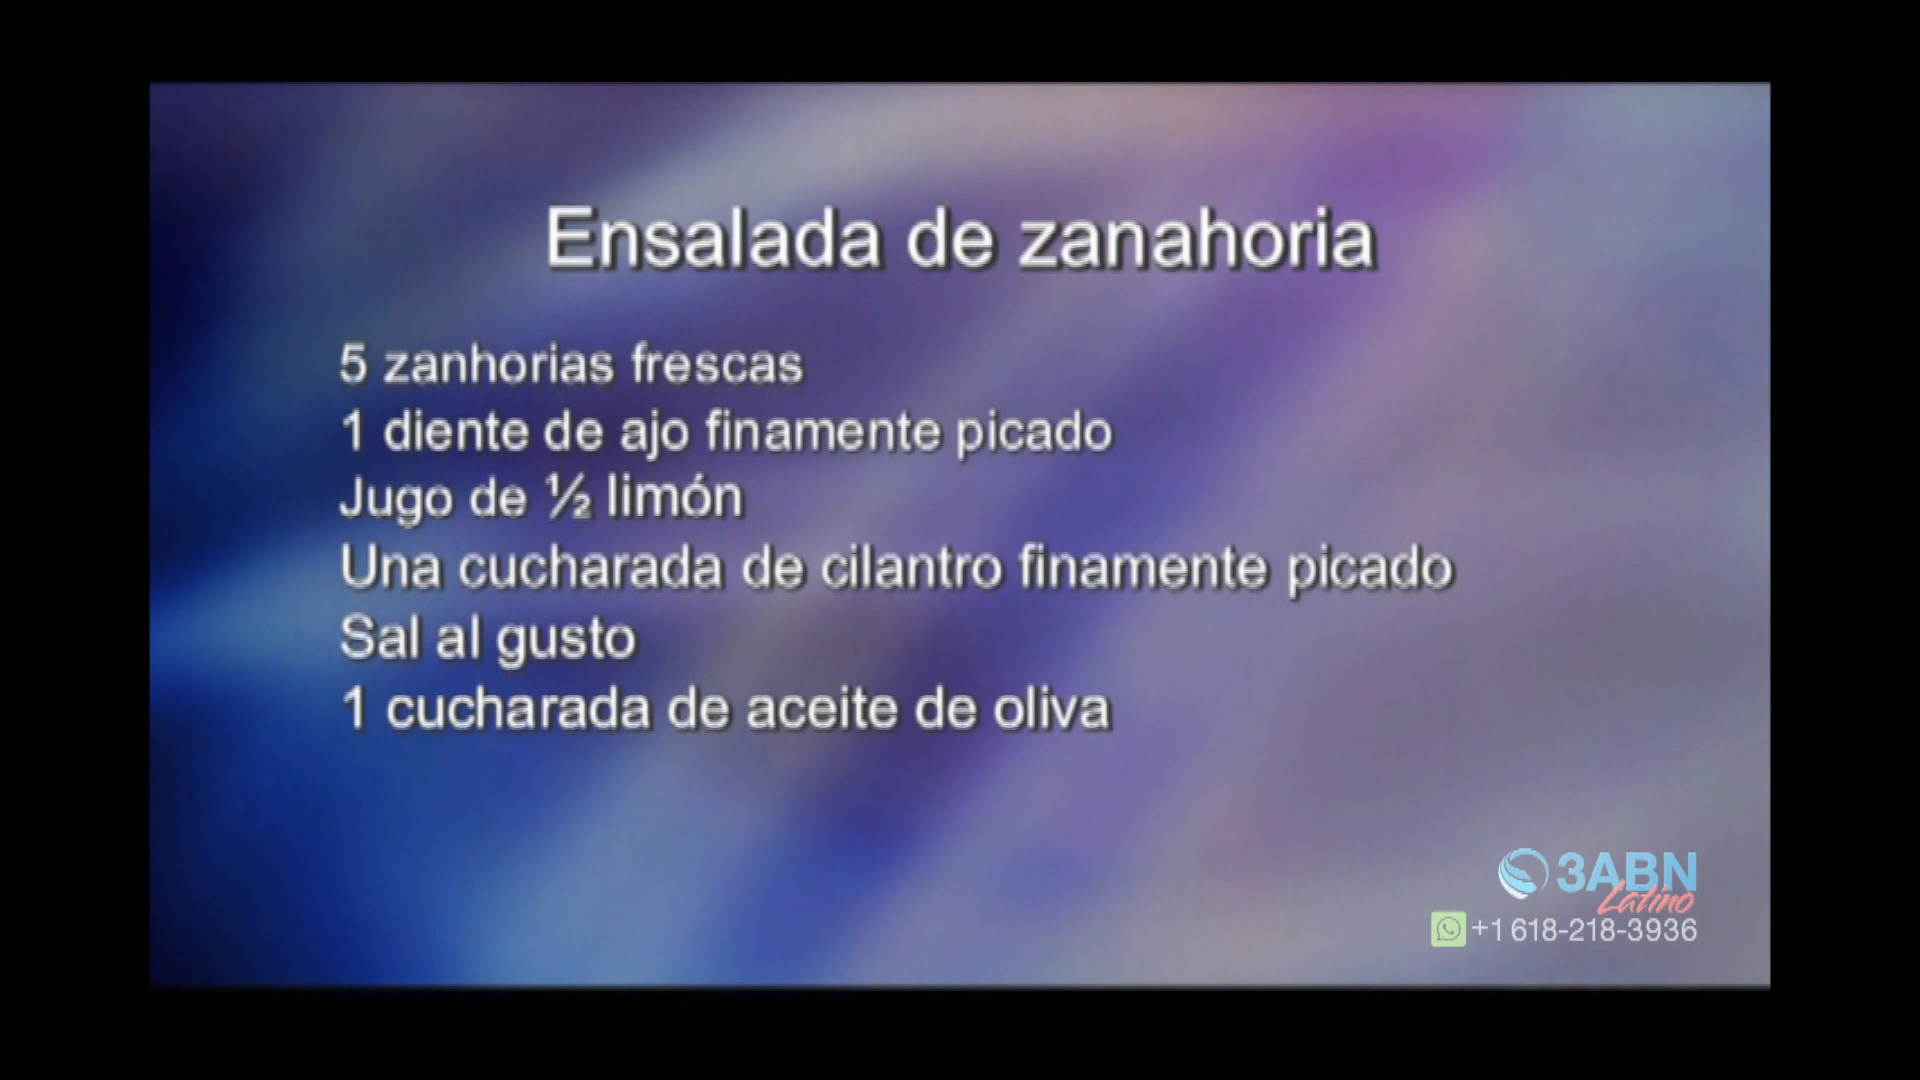 Ensalada de zanahoria
5 zanhorias frescas
1 diente de ajo finamente picado
Jugo de ½ limón
Una cucharada de cilantro finamente picado
Sal al gusto
1 cucharada de aceite de oliva
3ABN
Latino
+1 618-218-3936